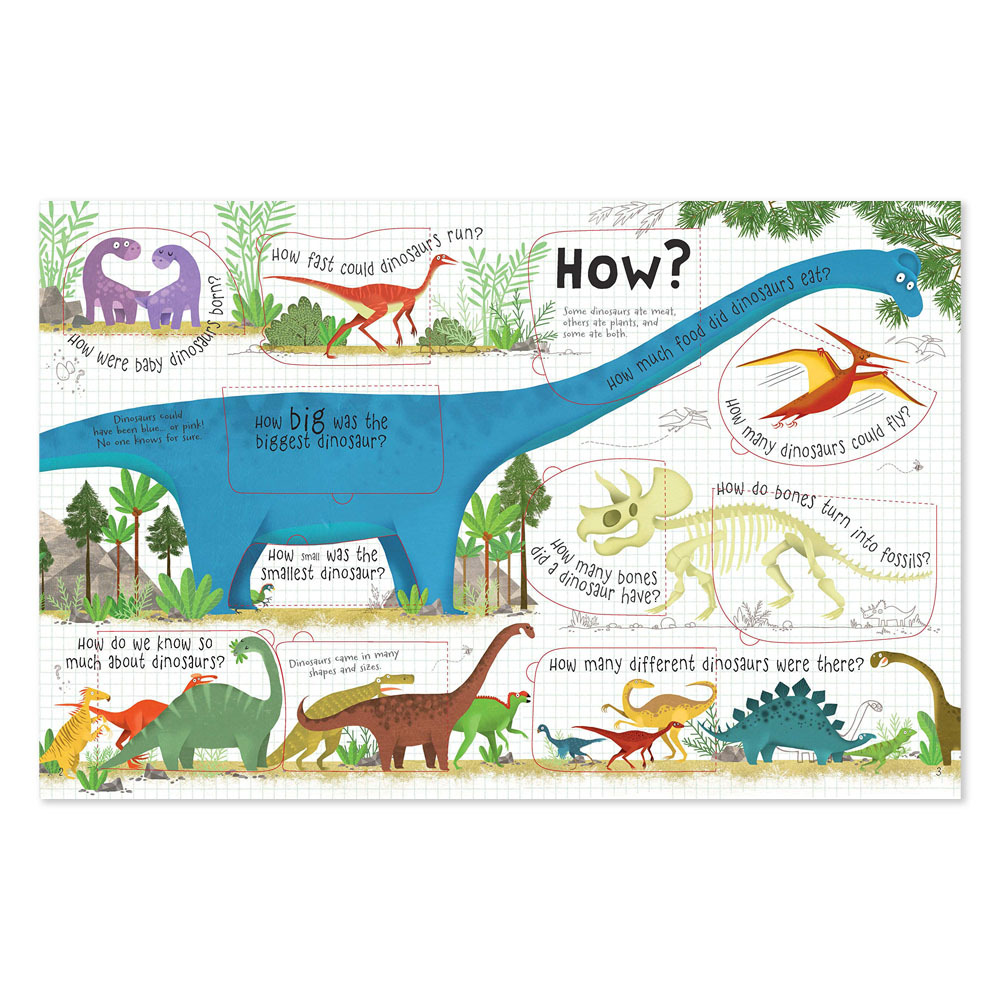 How?
Some dinosaurs ate meat,
others ate plants, and
some ate both.
How fast could dinosaurs run?
How were baby dinosaurs born?
How much food did dinosaurs eat?
How many dinosaurs could fly?
Dinosaurs could
have been blue... or pink!
No one knows for sure.
How big was the
biggest dinosaur?
How small was the
smallest dinosaur?
How many bones
did a dinosaur have?
How do bones turn into fossils?
How do we know so
much about dinosaurs?
?
Dinosaurs came in many
shapes and sizes.
How many different dinosaurs were there?
2
3